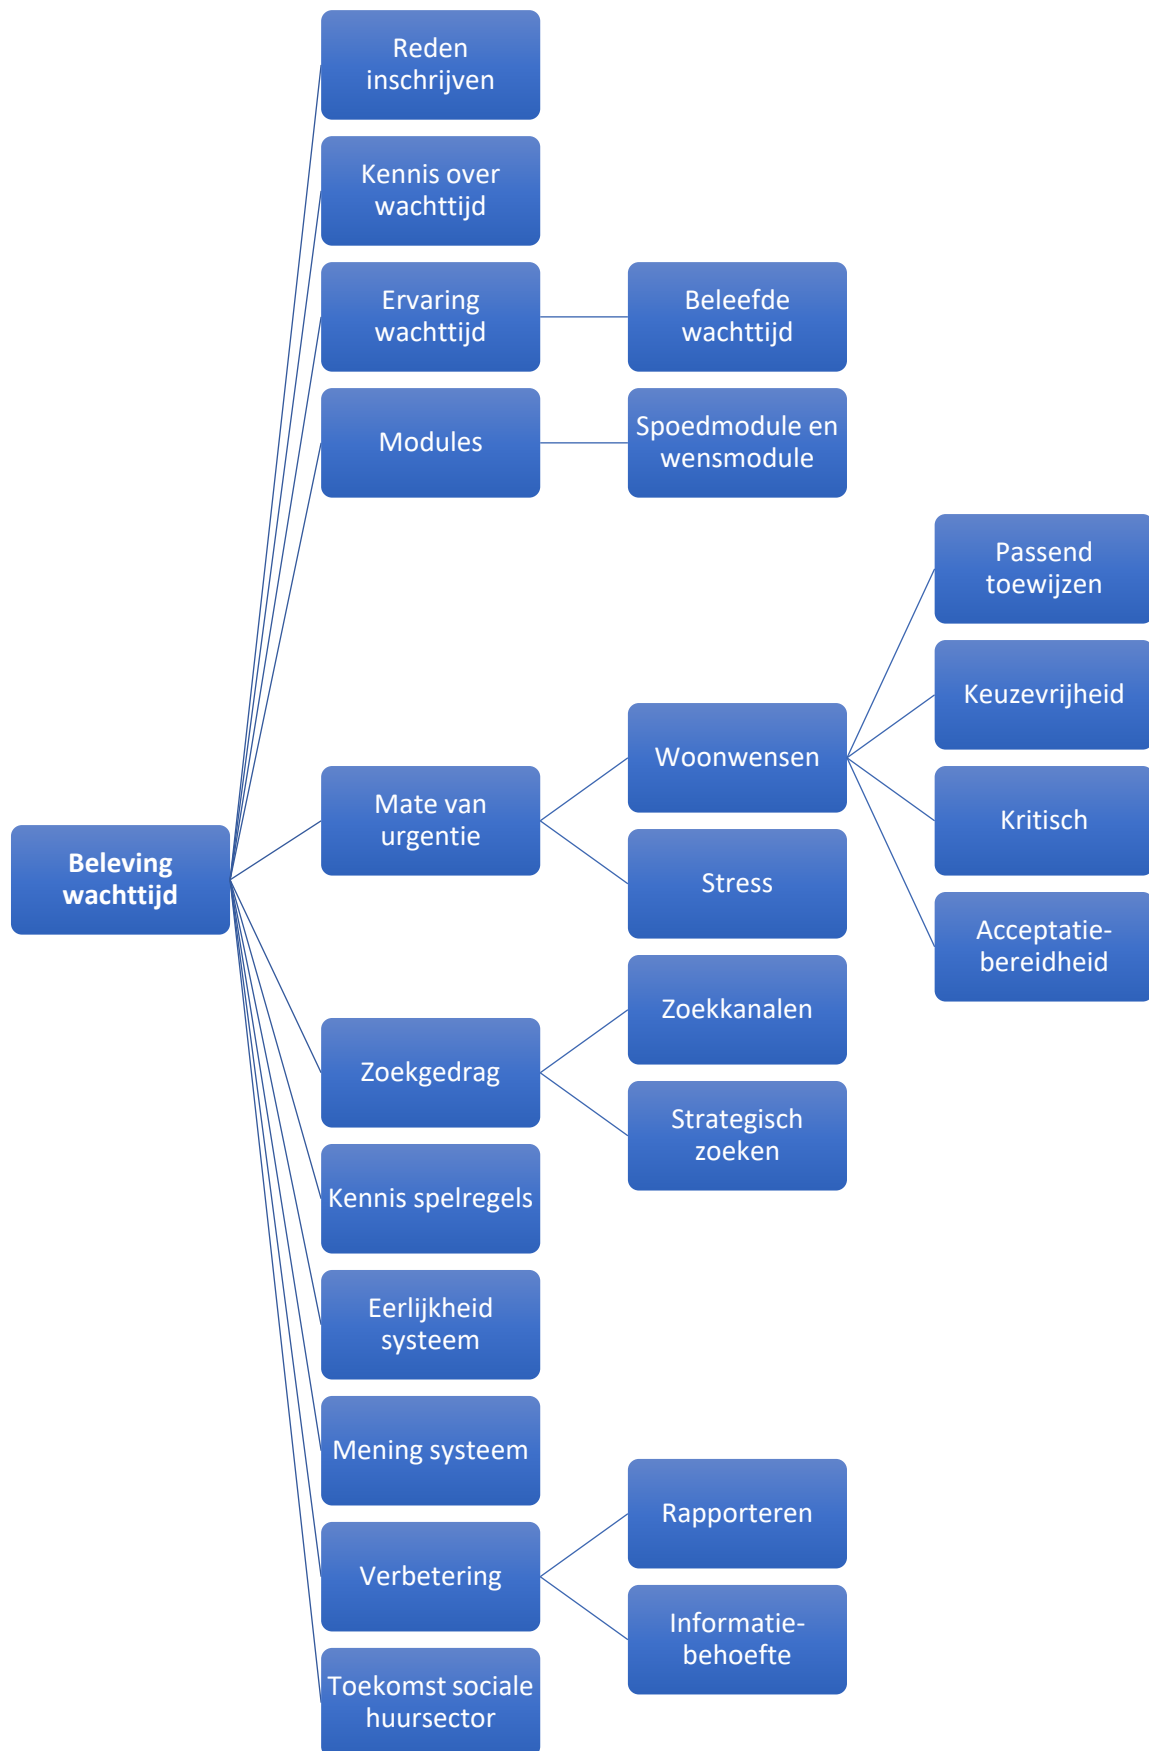 Reden
inschrijven
Kennis over
wachttijd
Ervaring
wachttijd
Beleefde
wachttijd
Modules
Spoedmodule en
wensmodule
Passend
toewijzen
Keuzevrijheid
Woonwensen
Mate van
urgentie
Kritisch
Beleving
wachttijd
Stress
Acceptatie-
bereidheid
Zoekkanalen
Zoekgedrag
Strategisch
zoeken
Kennis spelregels
Eerlijkheid
systeem
Mening systeem
Rapporteren
Verbetering
Informatie-
behoefte
Toekomst sociale
huursector